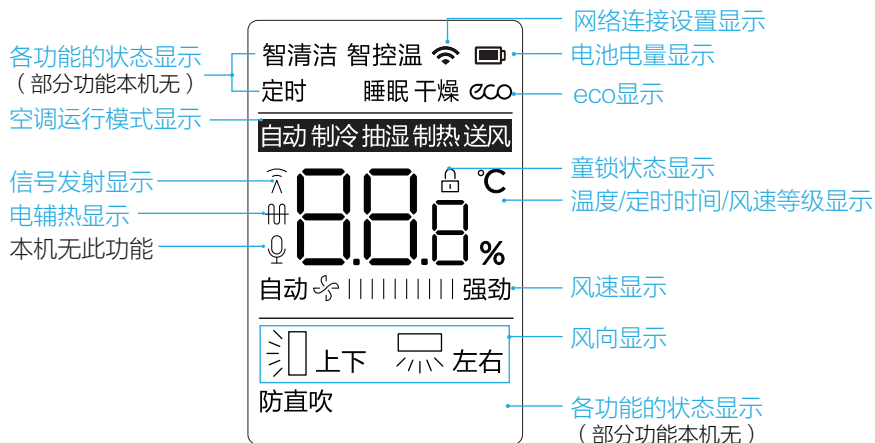 网络连接设置显示
各功能的状态显示
（部分功能本机无）
智清洁 智控温
电池电量显示
定时 睡眠 干燥 eco
eco显示
空调运行模式显示
自动 制冷 抽湿 制热 送风
童锁状态显示
信号发射显示
℃
温度/定时时间/风速等级显示
电辅热显示
88.8
本机无此功能
%
自动 强劲
风速显示
上下 左右
风向显示
防直吹
各功能的状态显示
（部分功能本机无）